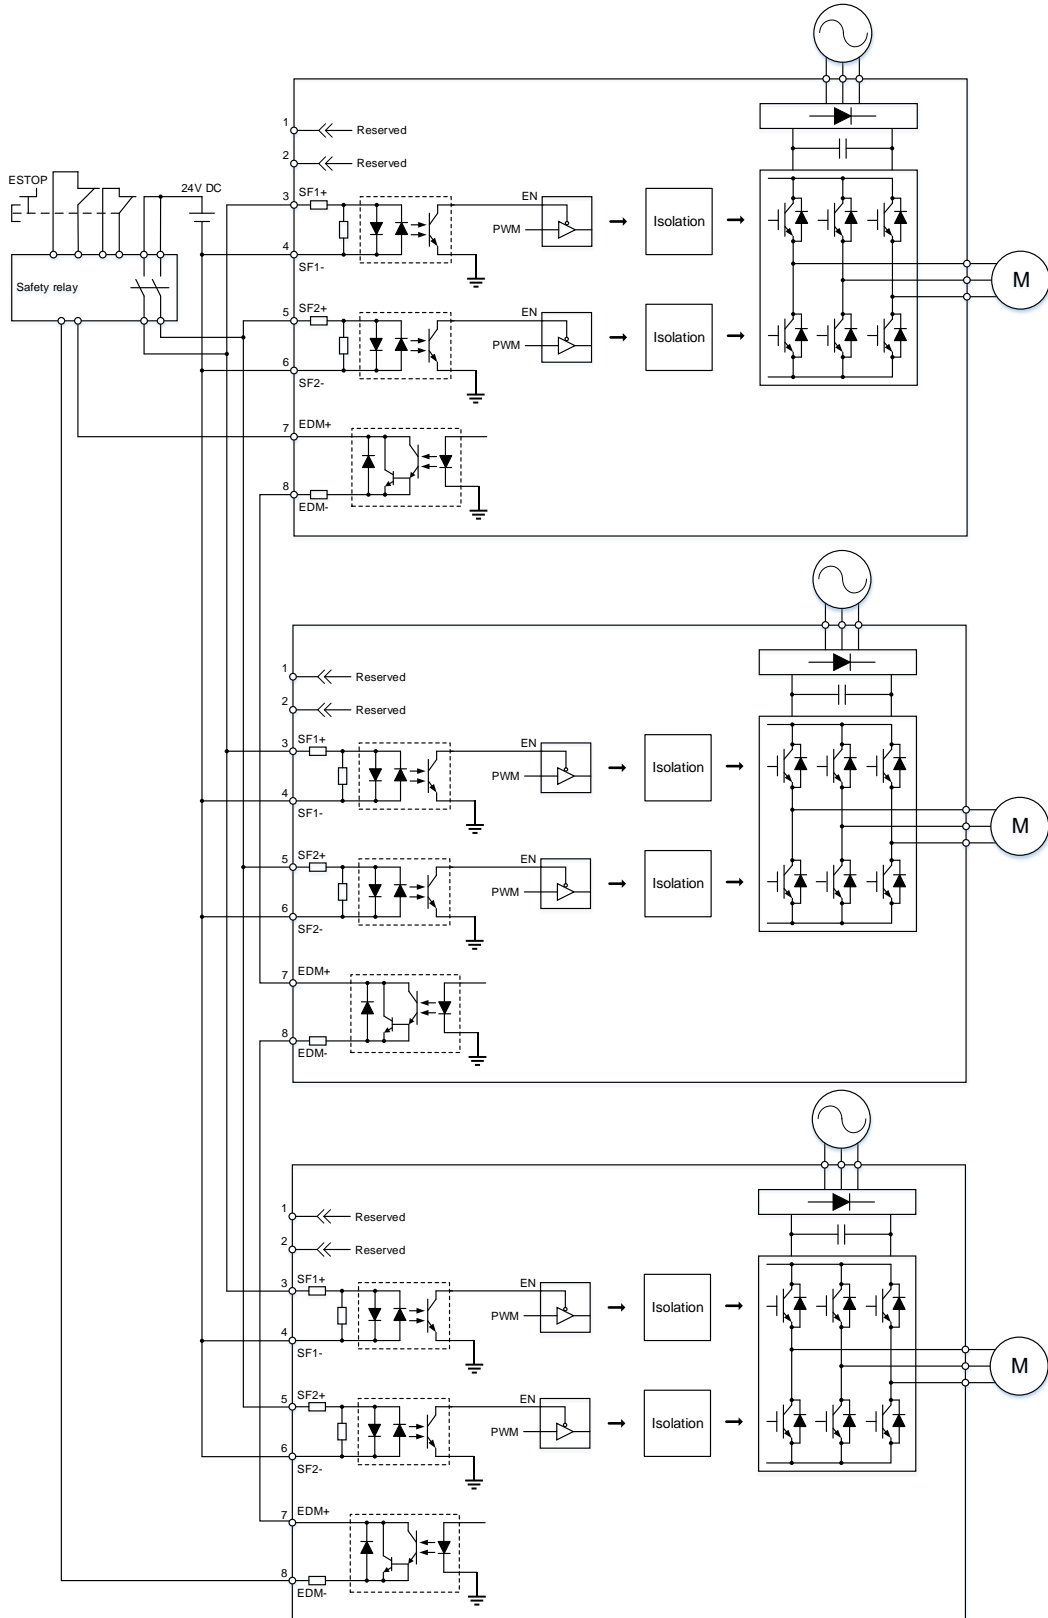 1
Reserved
2
Reserved
ESTOP
24V DC
3
SF1+
EN
PWM
Isolation
4
SF1-
Safety relay
M
5
SF2+
EN
PWM
Isolation
6
SF2-
7
EDM+
8
EDM-
1
Reserved
2
Reserved
3
SF1+
EN
PWM
Isolation
4
SF1-
M
5
SF2+
EN
PWM
Isolation
6
SF2-
7
EDM+
8
EDM-
1
Reserved
2
Reserved
3
SF1+
EN
PWM
Isolation
4
SF1-
M
5
SF2+
EN
PWM
Isolation
6
SF2-
7
EDM+
8
EDM-